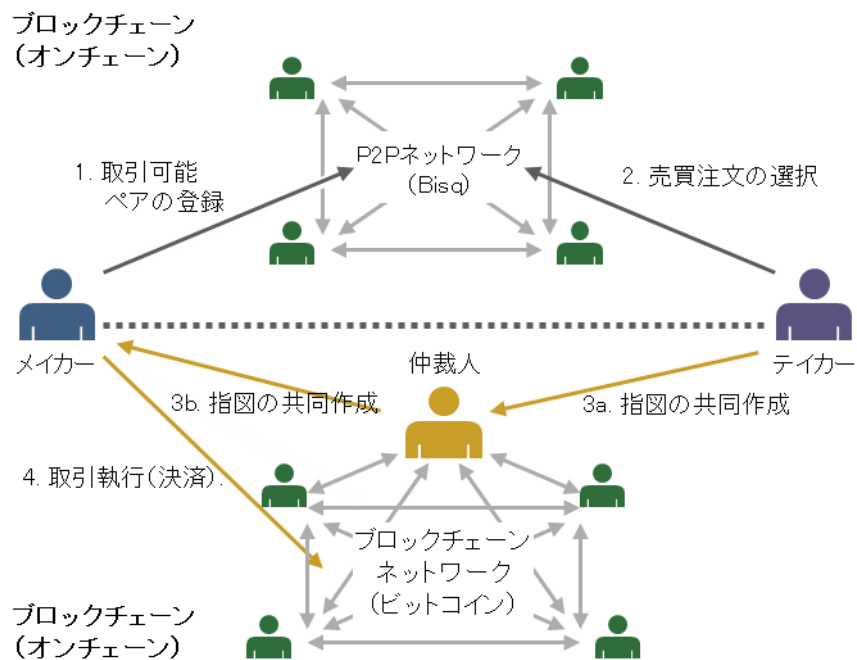 ブロックチェーン
(オンチェーン)
P2Pネットワーク
(Bisq)
1. 取引可能
ペアの登録
2. 売買注文の選択
メイカー
仲裁人
テイカー
3b. 指図の共同作成
3a. 指図の共同作成
4. 取引執行(決済).
ブロックチェーン
ネットワーク
(ビットコイン)
ブロックチェーン
(オンチェーン)